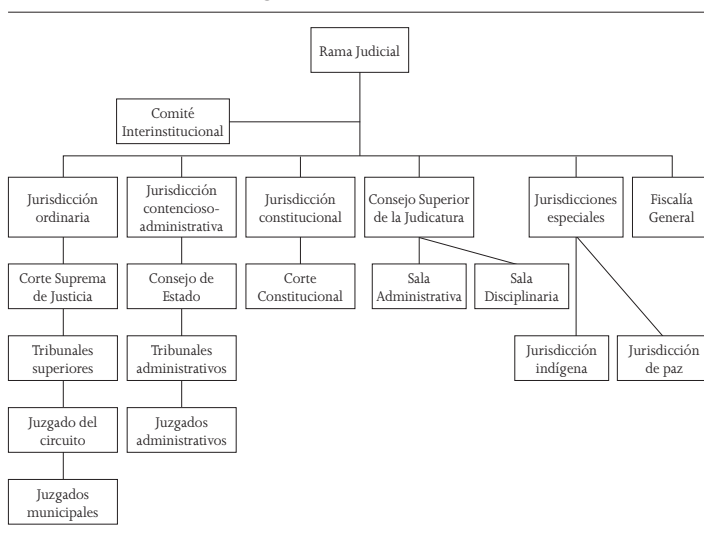 Rama Judicial
Comité
Interinstitucional
Jurisdicción
ordinaria
Jurisdicción
contencioso-
administrativa
Jurisdicción
constitucional
Consejo Superior
de la Judicatura
Jurisdicciones
especiales
Fiscalía
General
Corte Suprema
de Justicia
Consejo de
Estado
Corte
Constitucional
Sala
Administrativa
Sala
Disciplinaria
Tribunales
superiores
Tribunales
administrativos
Jurisdicción
indígena
Jurisdicción
de paz
Juzgado del
circuito
Juzgados
administrativos
Juzgados
municipales